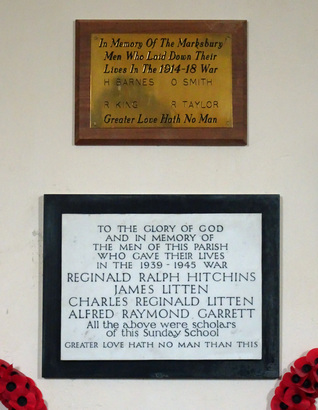 In Memory Of The Marksbury
Men Who Laid Down Their
Lives In The 1914-18 War
H BARNES O SMITH
R KING R TAYLOR
Greater Love Hath No Man
TO THE GLORY OF GOD
AND IN MEMORY OF
THE MEN OF THIS PARISH
WHO GAVE THEIR LIVES
IN THE 1939-1945 WAR
REGINALD RALPH HITCHINS
JAMES LITTEN
CHARLES REGINALD LITTEN
ALFRED RAYMOND GARRETT
All the above were scholars
of this Sunday School
GREATER LOVE HATH NO MAN THAN THIS